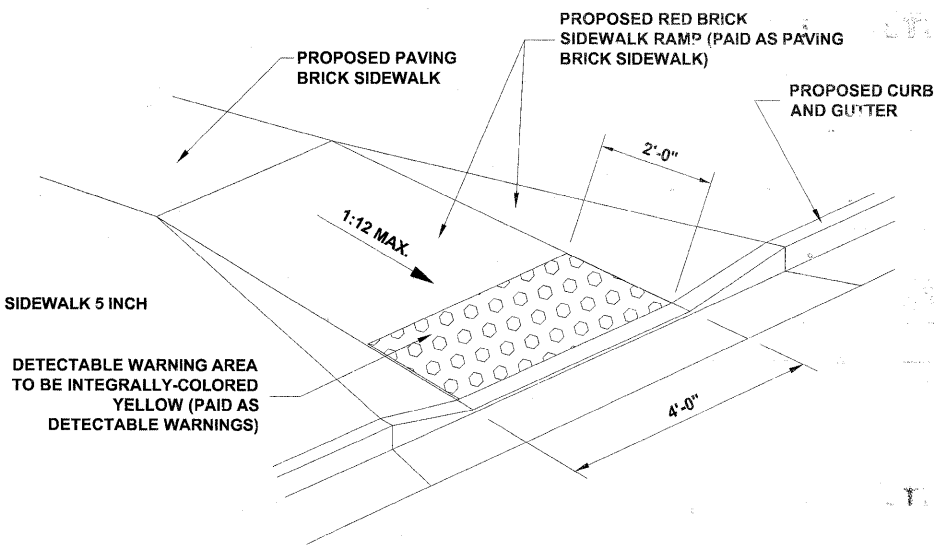 PROPOSED RED BRICK
SIDEWALK RAMP (PAID AS PAVING
BRICK SIDEWALK)
PROPOSED PAVING
BRICK SIDEWALK
PROPOSED CURB
AND GUTTER
2'-0"
1:12 MAX.
SIDEWALK 5 INCH
DETECTABLE WARNING AREA
TO BE INTEGRALLY-COLORED
YELLOW (PAID AS
DETECTABLE WARNINGS)
4'-0"